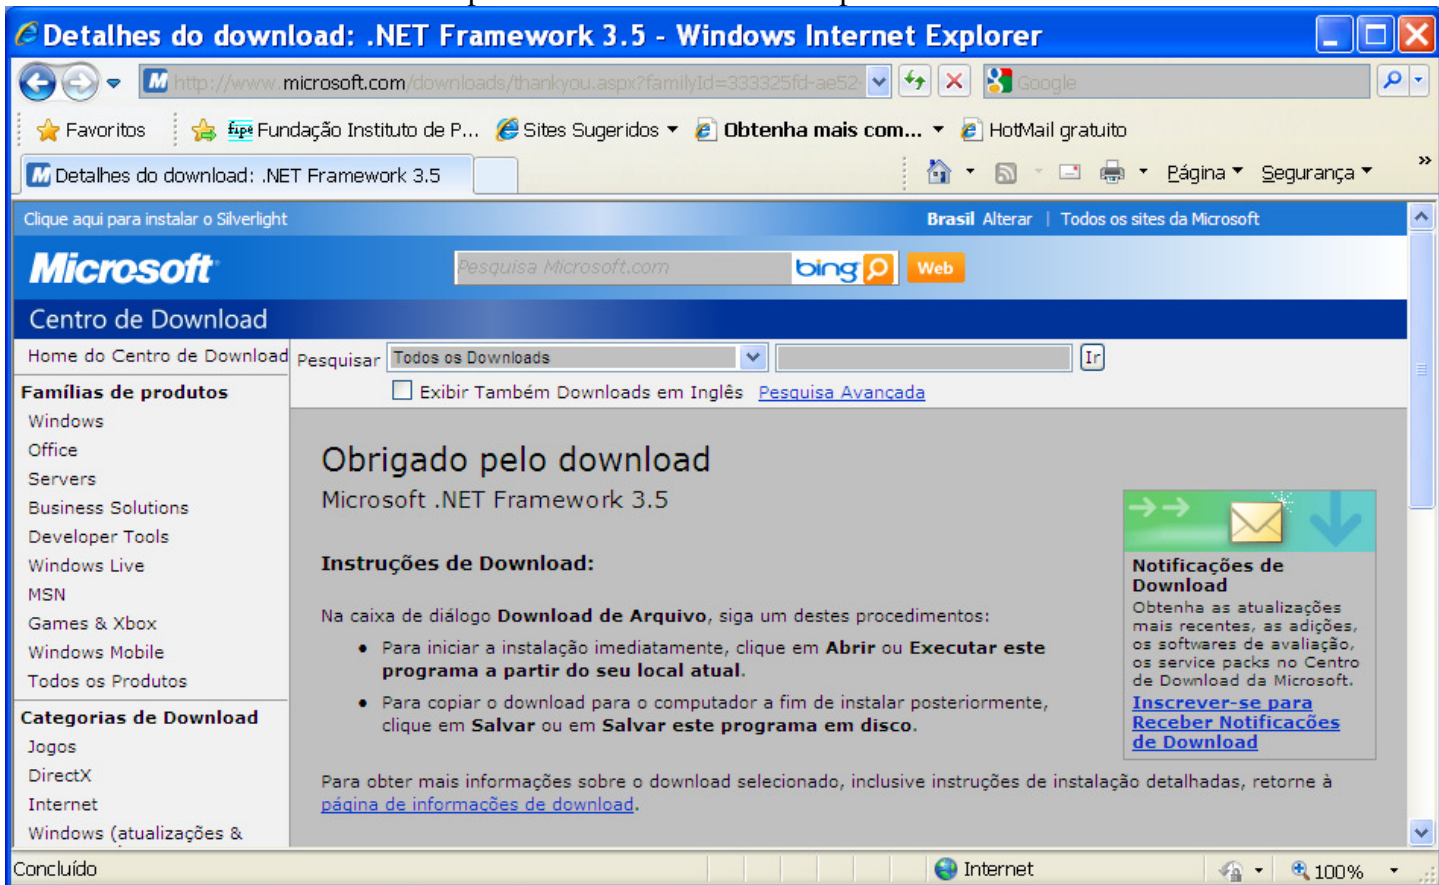 Detalhes do download: .NET Framework 3.5 - Windows Internet Explorer
http://www.microsoft.com/downloads/thankyou.aspx?familyId=333325fd-ae52- Google
Favoritos fipe Fundação Instituto de P... Sites Sugeridos Obtenha mais com... HotMail gratuito
Detalhes do download: .NET Framework 3.5 Página Segurança »
Clique aqui para instalar o Silverlight Brasil Alterar | Todos os sites da Microsoft
Microsoft Pesquisa Microsoft.com bing Web
Centro de Download
Home do Centro de Download
Famílias de produtos
Windows
Office
Servers
Business Solutions
Developer Tools
Windows Live
MSN
Games & Xbox
Windows Mobile
Todos os Produtos
Categorias de Download
Jogos
DirectX
Internet
Windows (atualizações &
Pesquisar Todos os Downloads Ir
Exibir Também Downloads em Inglês Pesquisa Avançada
Obrigado pelo download
Microsoft .NET Framework 3.5
Instruções de Download:
Na caixa de diálogo Download de Arquivo, siga um destes procedimentos:
• Para iniciar a instalação imediatamente, clique em Abrir ou Executar este
programa a partir do seu local atual.
• Para copiar o download para o computador a fim de instalar posteriormente,
clique em Salvar ou em Salvar este programa em disco.
Para obter mais informações sobre o download selecionado, inclusive instruções de instalação detalhadas, retorne à
página de informações de download.
Notificações de
Download
Obtenha as atualizações
mais recentes, as adições,
os softwares de avaliação,
os service packs no Centro
de Download da Microsoft.
Inscrever-se para
Receber Notificações
de Download
Concluído Internet 100%